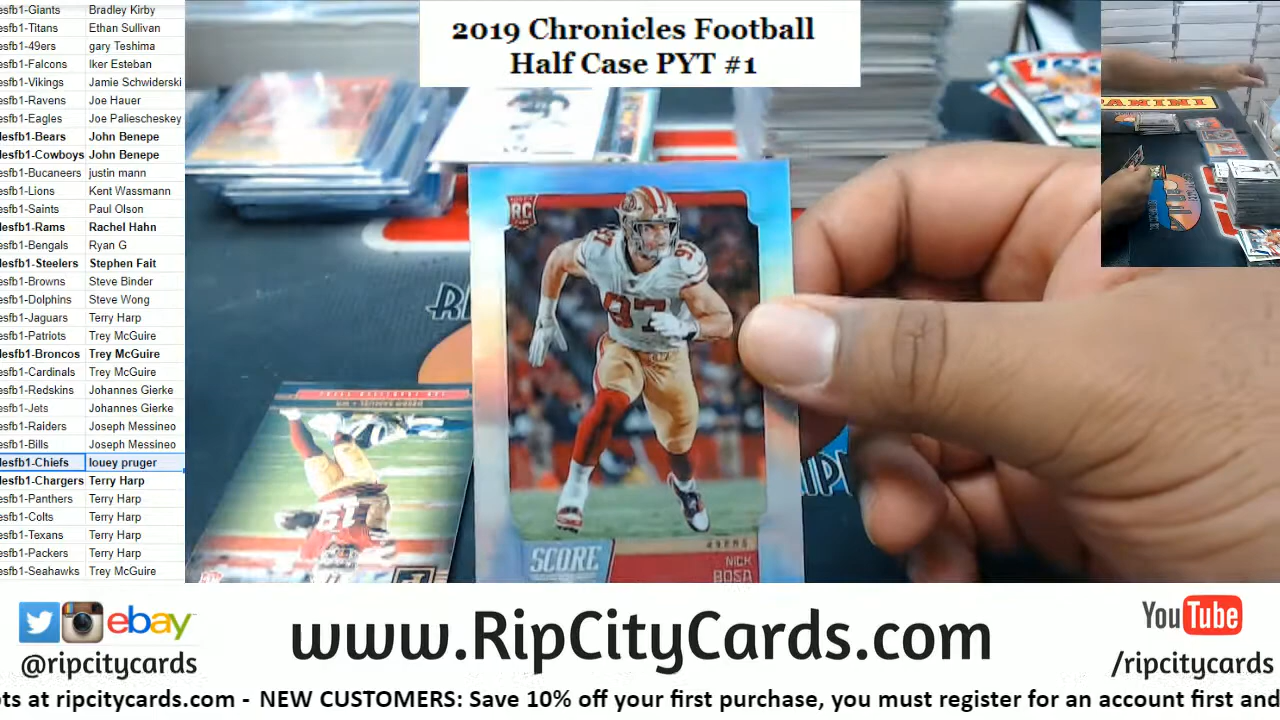 2019 Chronicles Football
Half Case PYT #1
esfb1-Giants Bradley Kirby
esfb1-Titans Ethan Sullivan
esfb1-49ers gary Teshima
esfb1-Falcons Iker Esteban
esfb1-Vikings Jamie Schwiderski
esfb1-Ravens Joe Hauer
esfb1-Eagles Joe Paliescheskey
lesfb1-Bears John Benepe
lesfb1-Cowboys John Benepe
esfb1-Bucaneers justin mann
esfb1-Lions Kent Wassmann
esfb1-Saints Paul Olson
lesfb1-Rams Rachel Hahn
esfb1-Bengals Ryan G
lesfb1-Steelers Stephen Fait
esfb1-Browns Steve Binder
esfb1-Dolphins Steve Wong
esfb1-Jaguars Terry Harp
esfb1-Patriots Trey McGuire
lesfb1-Broncos Trey McGuire
esfb1-Cardinals Trey McGuire
esfb1-Redskins Johannes Gierke
esfb1-Jets Johannes Gierke
esfb1-Raiders Joseph Messineo
esfb1-Bills Joseph Messineo
lesfb1-Chiefs louey pruger
lesfb1-Chargers Terry Harp
esfb1-Panthers Terry Harp
esfb1-Colts Terry Harp
esfb1-Texans Terry Harp
esfb1-Packers Terry Harp
esfb1-Seahawks Trey McGuire
PANINI
RC
97
97
49ERS
SCORE
NICK
BOSA
19
RI
RIPC
ebay
@ripcitycards
www.RipCityCards.com
YouTube
/ripcitycards
ts at ripcitycards.com - NEW CUSTOMERS: Save 10% off your first purchase, you must register for an account first and